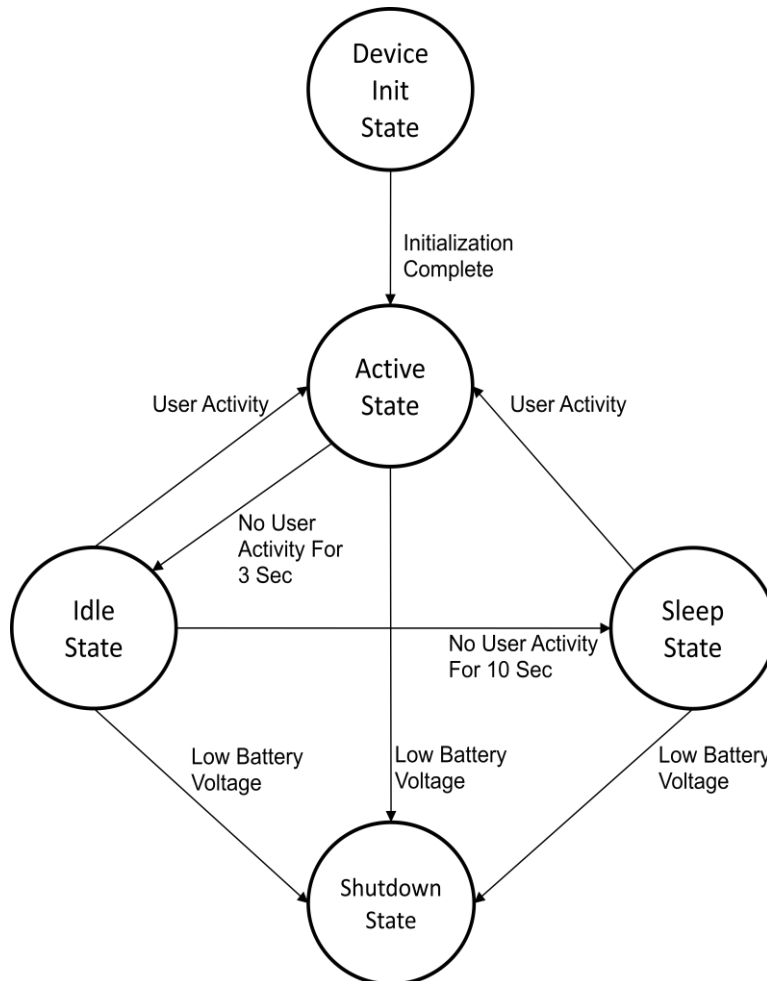 Device
Init
State
Initialization
Complete
Active
State
User Activity
User Activity
No User
Activity For
3 Sec
Idle
State
Sleep
State
No User Activity
For 10 Sec
Low Battery
Voltage
Low Battery
Voltage
Low Battery
Voltage
Shutdown
State